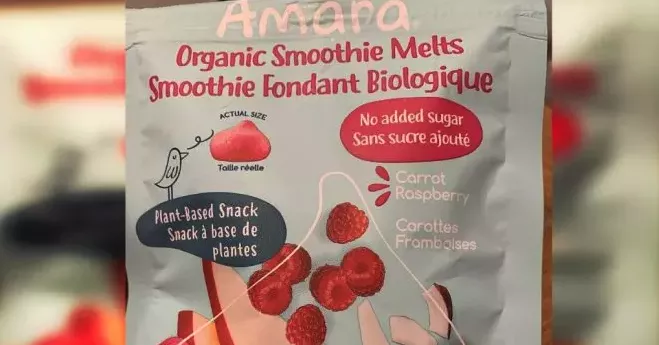 Amara
Organic Smoothie Melts
Smoothie Fondant Biologique
ACTUAL SIZE
Taille réelle
No added sugar
Sans sucre ajouté
Carrot
Raspberry
Carottes
Framboises
Plant-Based Snack
Snack à base de
plantes